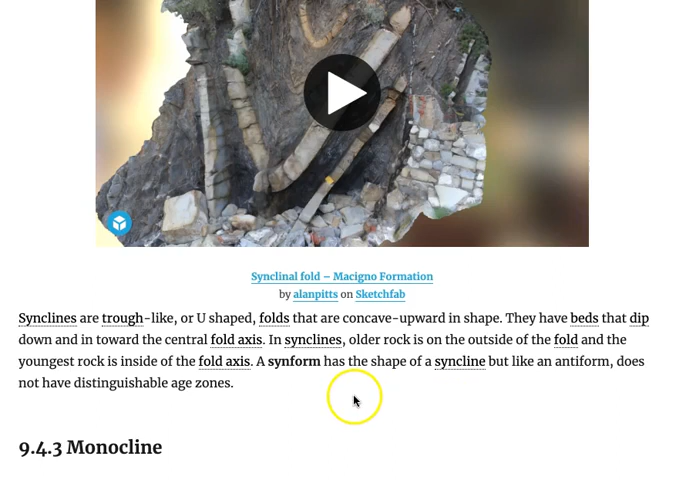 Synclinal fold – Macigno Formation
by alanpitts on Sketchfab
Synclines are trough-like, or U shaped, folds that are concave-upward in shape. They have beds that dip
down and in toward the central fold axis. In synclines, older rock is on the outside of the fold and the
youngest rock is inside of the fold axis. A synform has the shape of a syncline but like an antiform, does
not have distinguishable age zones.
9.4.3 Monocline